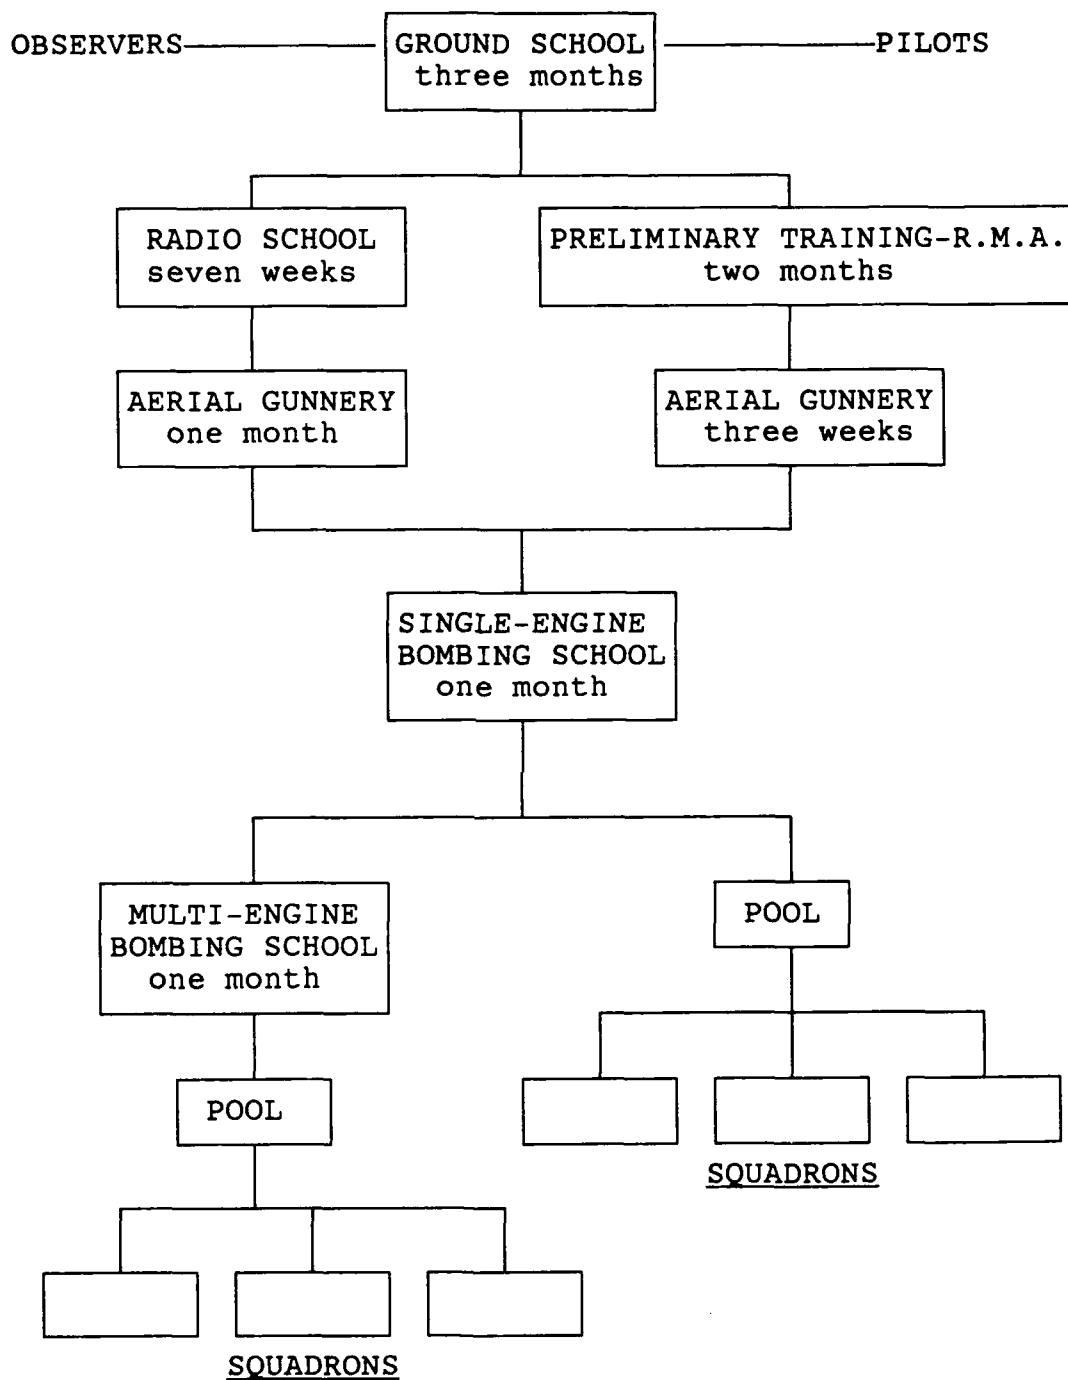 OBSERVERS
GROUND SCHOOL
three months
PILOTS
RADIO SCHOOL
seven weeks
PRELIMINARY TRAINING-R.M.A.
two months
AERIAL GUNNERY
one month
AERIAL GUNNERY
three weeks
SINGLE-ENGINE
BOMBING SCHOOL
one month
MULTI-ENGINE
BOMBING SCHOOL
one month
POOL
POOL
SQUADRONS
SQUADRONS